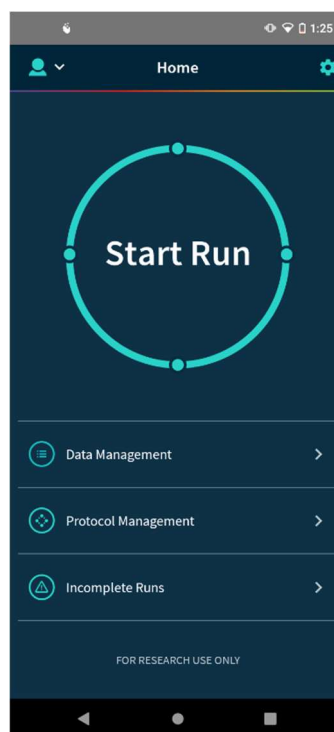 1:25
Home
Start Run
Data Management
Protocol Management
Incomplete Runs
FOR RESEARCH USE ONLY